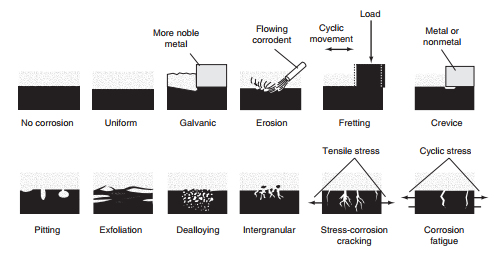 More noble
metal
Flowing
corrodent
Cyclic
movement
Load
Metal or
nonmetal
No corrosion
Uniform
Galvanic
Erosion
Fretting
Crevice
Tensile stress
Cyclic stress
Pitting
Exfoliation
Dealloying
Intergranular
Stress-corrosion
cracking
Corrosion
fatigue